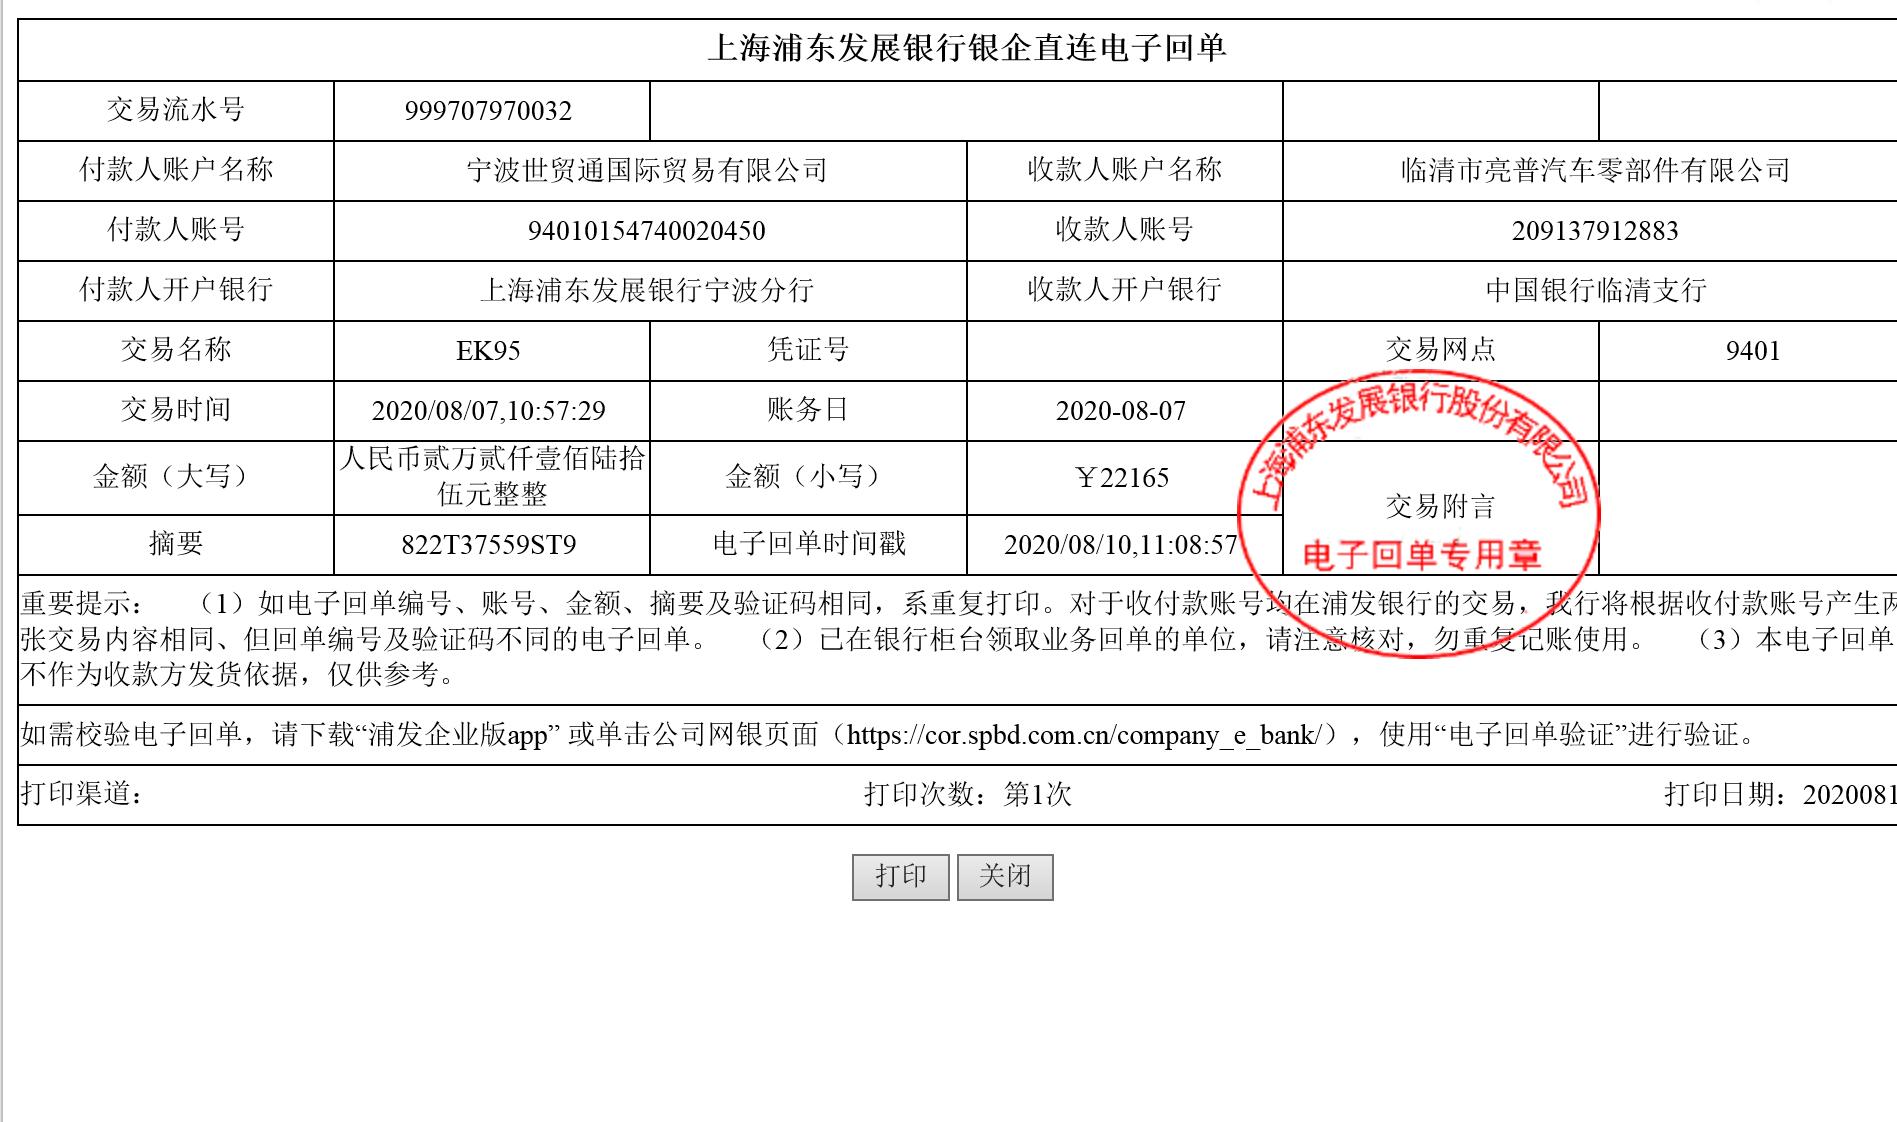 上海浦东发展银行银企直连电子回单
交易流水号 999707970032
付款人账户名称 宁波世贸通国际贸易有限公司 收款人账户名称 临清市亮普汽车零部件有限公司
付款人账号 94010154740020450 收款人账号 209137912883
付款人开户银行 上海浦东发展银行宁波分行 收款人开户银行 中国银行临清支行
交易名称 EK95 凭证号 交易网点 9401
交易时间 2020/08/07,10:57:29 账务日 2020-08-07
上海浦东发展银行股份有限公司
金额（大写） 人民币贰万贰仟壹佰陆拾
伍元整整 金额（小写） ￥22165
交易附言
摘要 822T37559ST9 电子回单时间戳 2020/08/10,11:08:57
电子回单专用章
重要提示： （1）如电子回单编号、账号、金额、摘要及验证码相同，系重复打印。对于收付款账号均在浦发银行的交易，我行将根据收付款账号产生两
张交易内容相同、但回单编号及验证码不同的电子回单。 （2）已在银行柜台领取业务回单的单位，请注意核对，勿重复记账使用。 （3）本电子回单
不作为收款方发货依据，仅供参考。
如需校验电子回单，请下载“浦发企业版app” 或单击公司网银页面（https://cor.spbd.com.cn/company_e_bank/），使用“电子回单验证”进行验证。
打印渠道： 打印次数：第1次 打印日期：2020081
打印 关闭